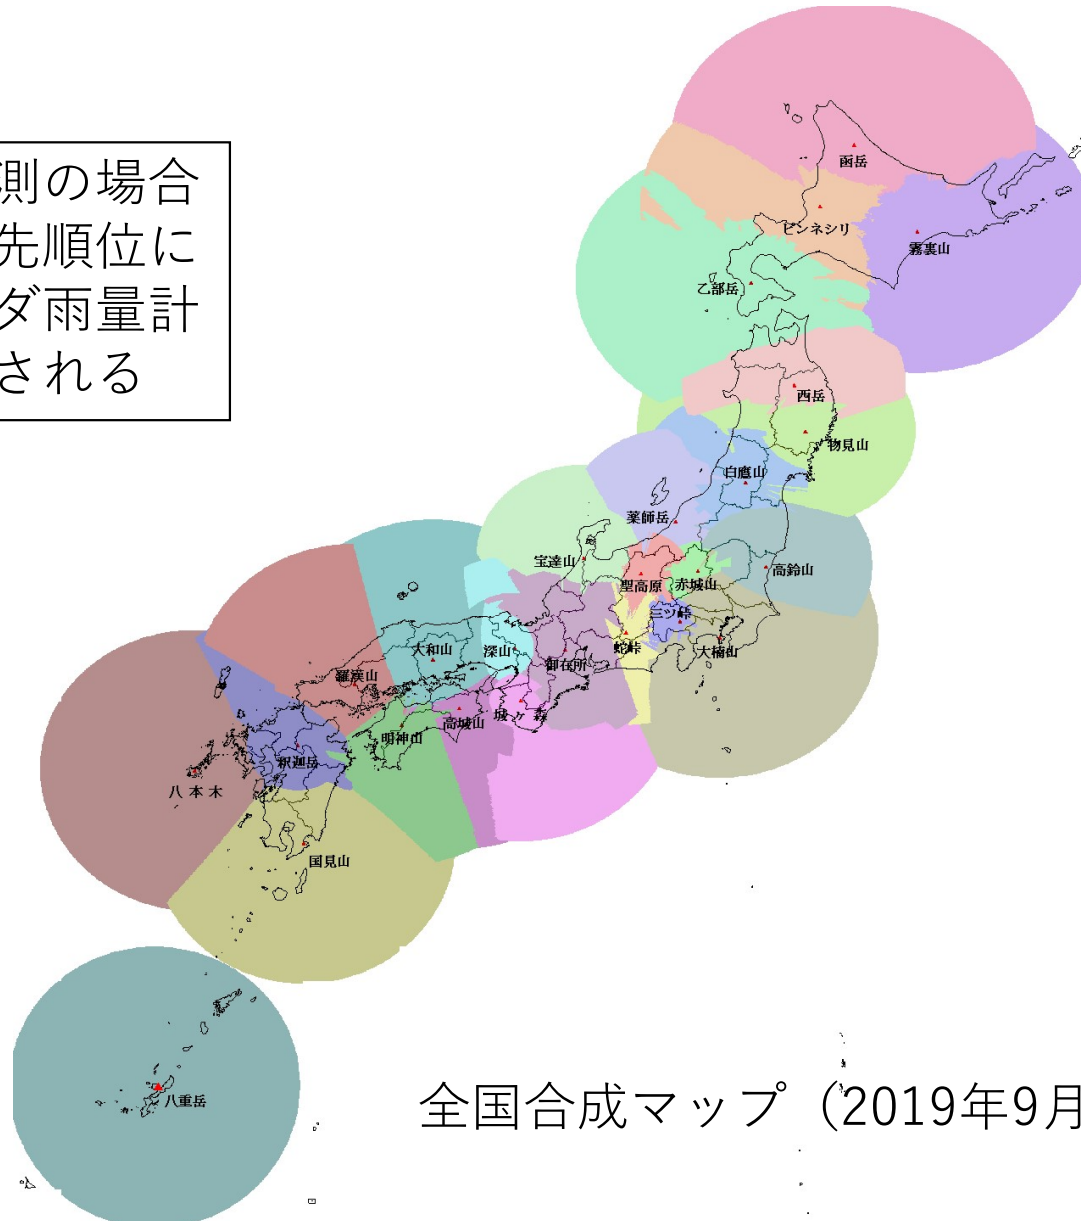 測の場合
先順位に
ダ雨量計
される
函岳
ピンネシリ
霧裏山
乙部岳
西岳
物見山
白鷹山
薬師岳
宝達山
聖高原
赤城山
高鈴山
三ツ峠
大楠山
蛇峠
御在所
深山
大和山
羅漢山
城ヶ森
高城山
明神山
釈迦岳
八本木
国見山
八重岳
全国合成マップ（2019年9月